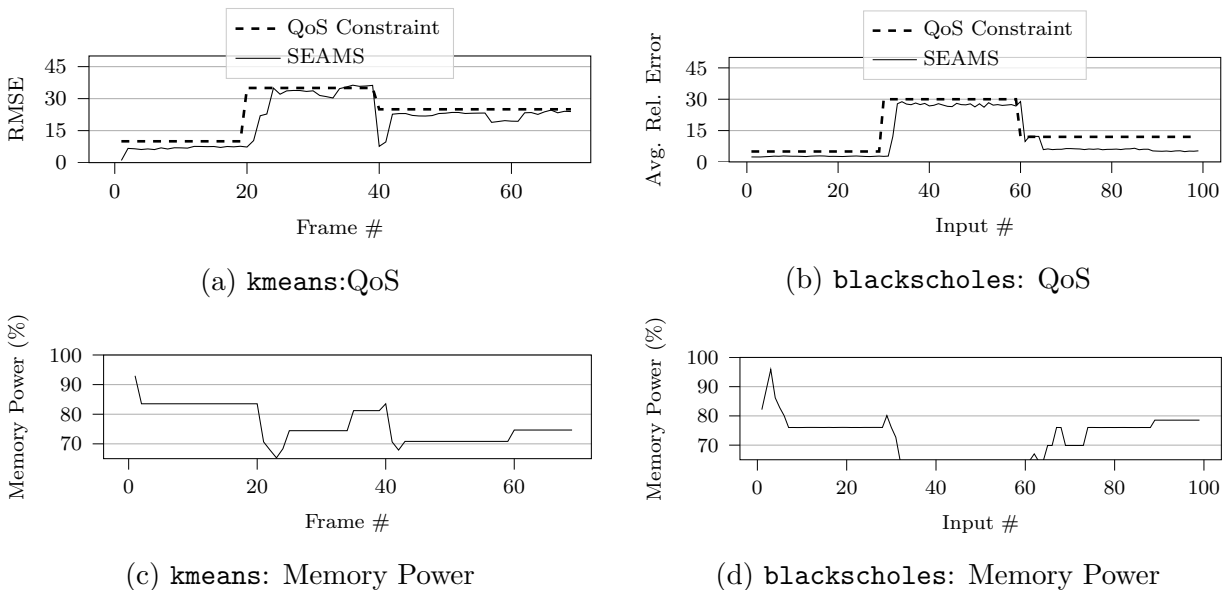 QoS Constraint
SEAMS
RMSE
45
30
15
0
0
20
40
60
Frame #
(a) kmeans:QoS
QoS Constraint
SEAMS
Avg. Rel. Error
45
30
15
0
0
20
40
60
80
100
Input #
(b) blackscholes: QoS
Memory Power (%)
100
90
80
70
0
20
40
60
Frame #
(c) kmeans: Memory Power
Memory Power (%)
100
90
80
70
0
20
40
60
80
100
Input #
(d) blackscholes: Memory Power